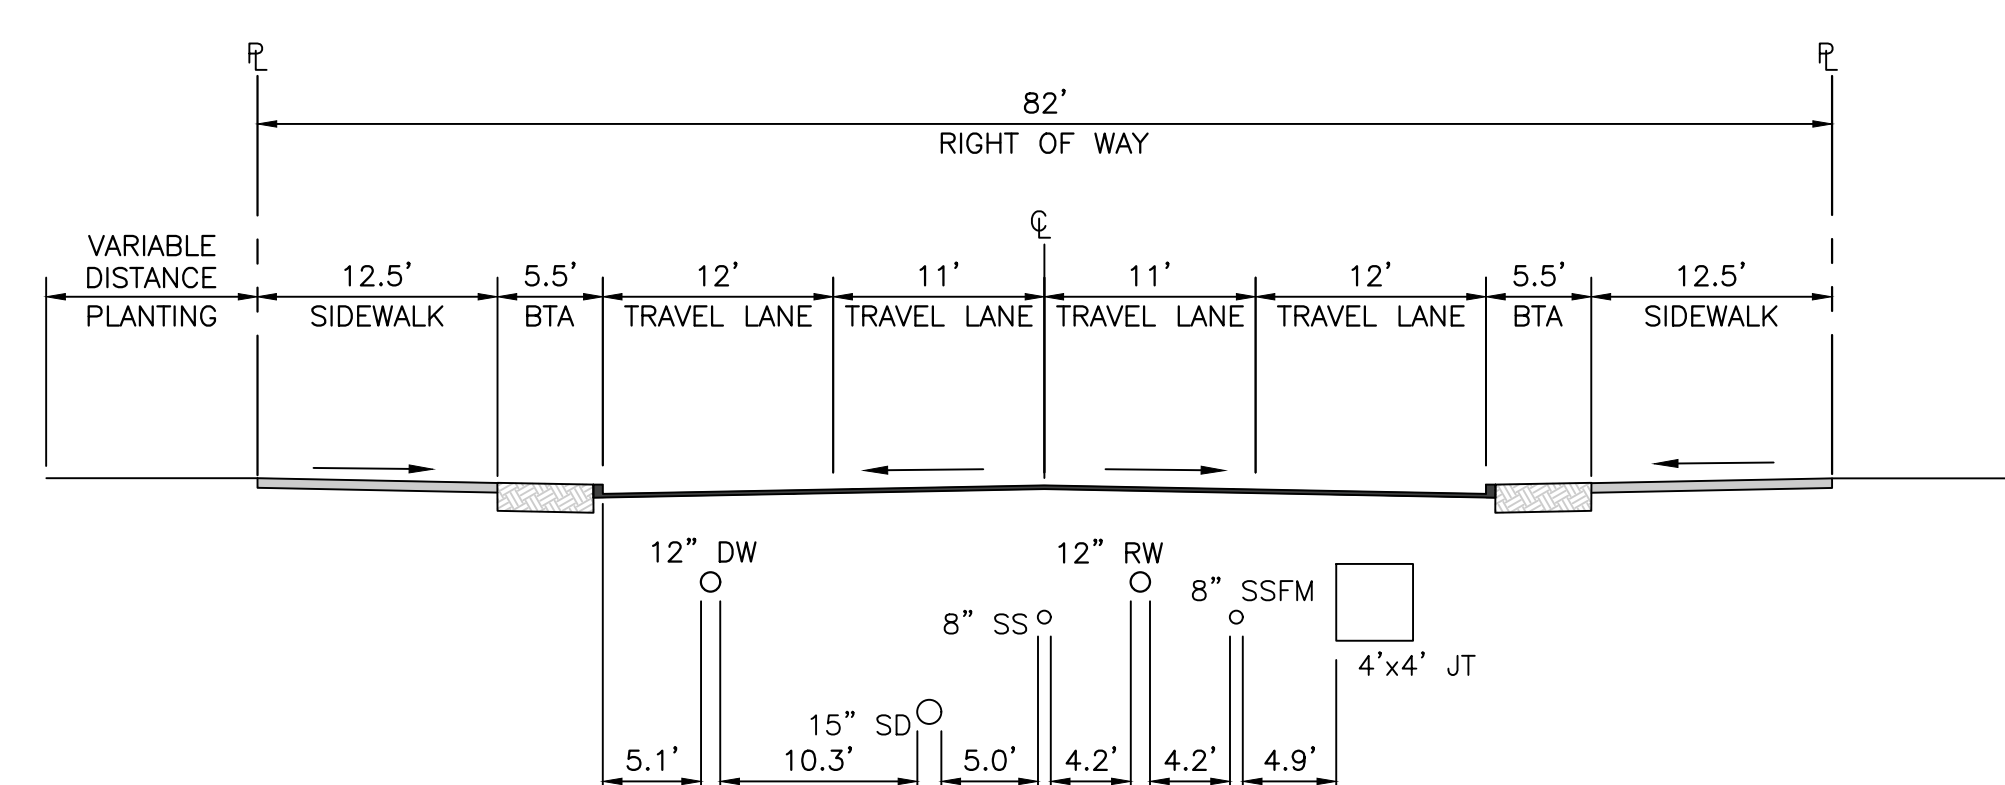 PL
PL
82’
RIGHT OF WAY
CL
VARIABLE
DISTANCE
PLANTING
12.5’
SIDEWALK
5.5’
BTA
12’
TRAVEL LANE
11’
TRAVEL LANE
11’
TRAVEL LANE
12’
TRAVEL LANE
5.5’
BTA
12.5’
SIDEWALK
12” DW
12” RW
8” SSFM
8” SS
4’x4’ JT
15” SD
5.1’
10.3’
5.0’
4.2’
4.2’
4.9’